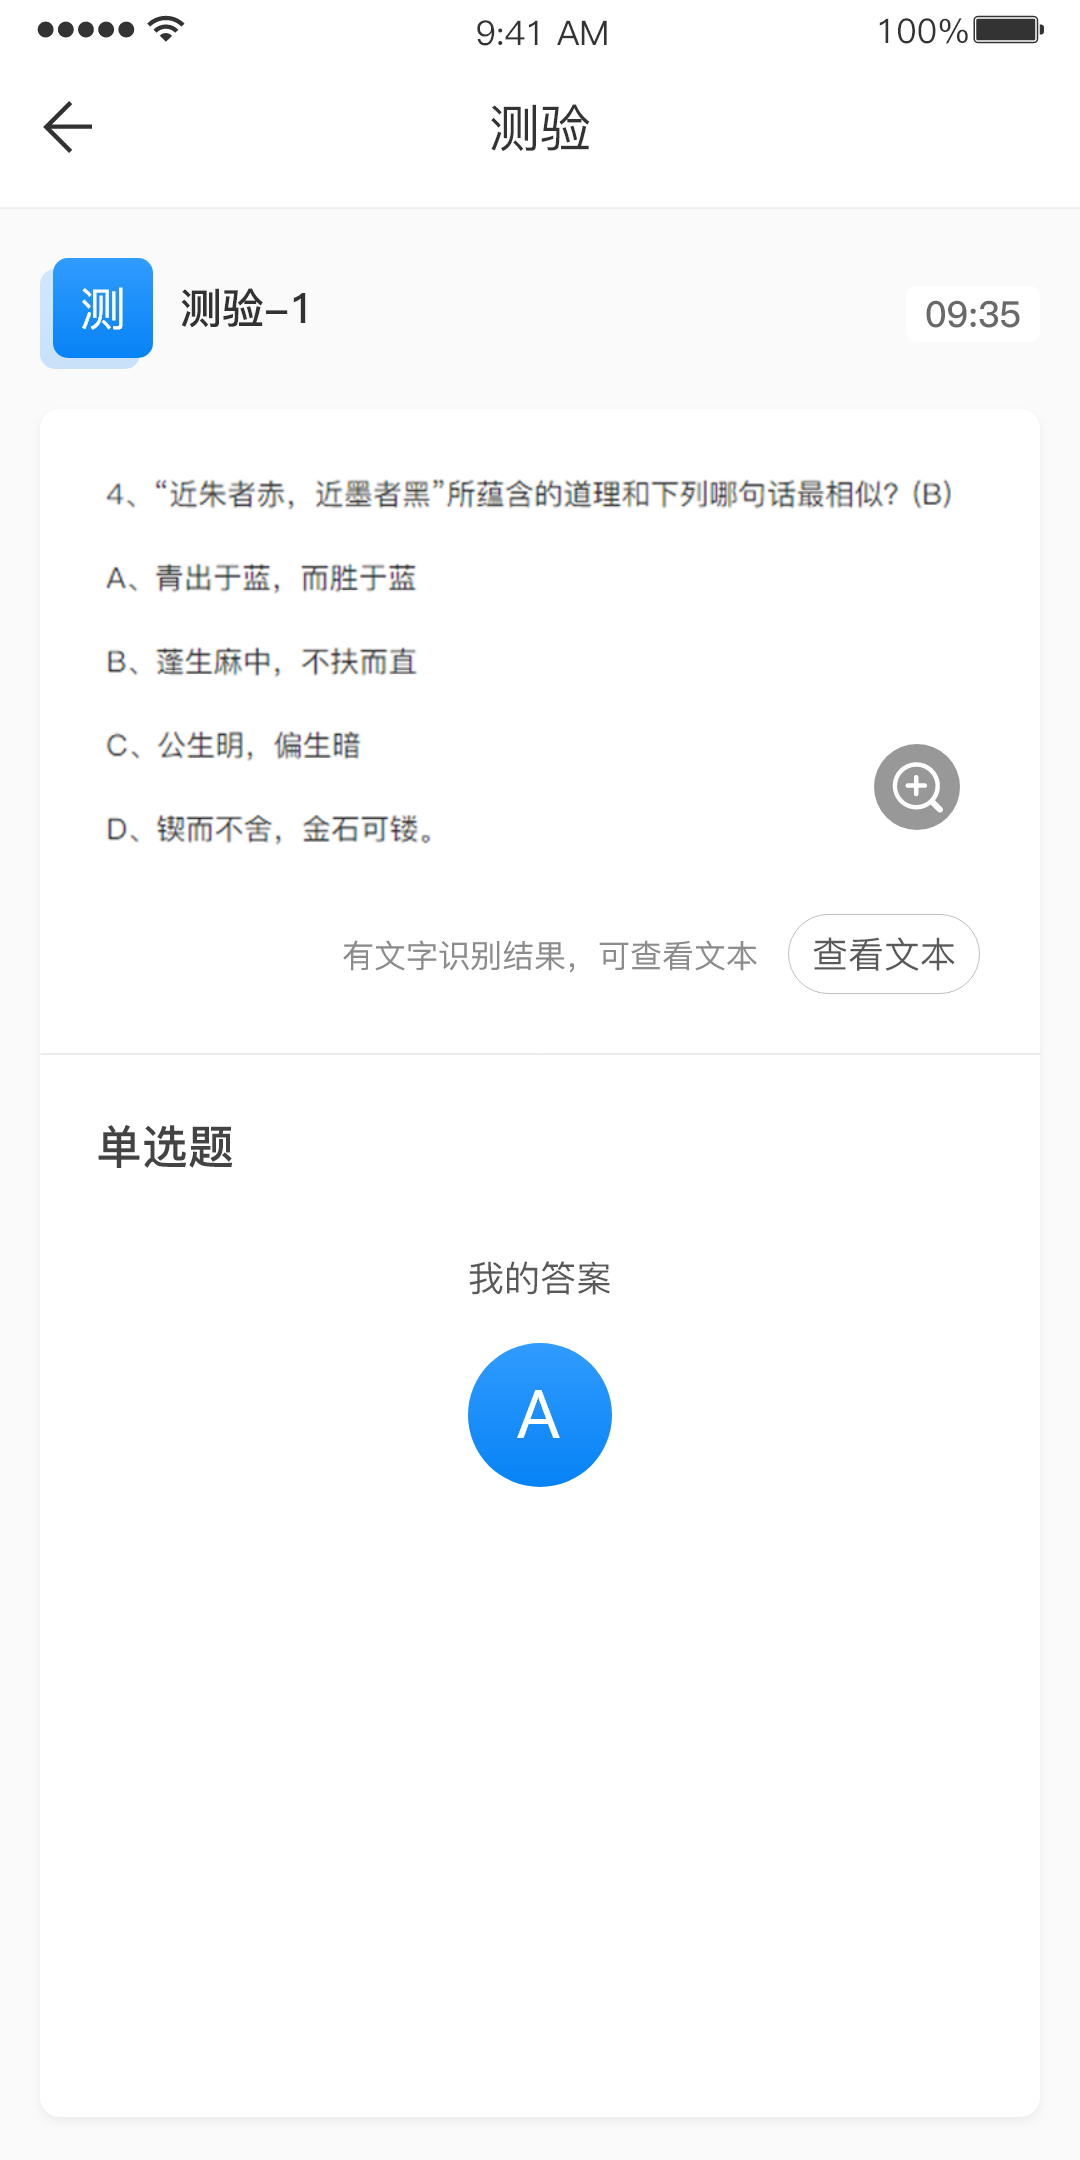 9:41 AM
100%
测验
测
测验-1
09:35
4、“近朱者赤，近墨者黑”所蕴含的道理和下列哪句话最相似？(B)
A、青出于蓝，而胜于蓝
B、蓬生麻中，不扶而直
C、公生明，偏生暗
D、锲而不舍，金石可镂。
有文字识别结果，可查看文本
查看文本
单选题
我的答案
A